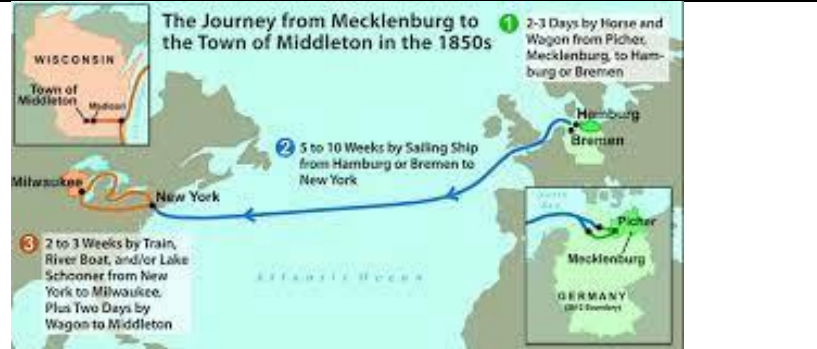 The Journey from Mecklenburg to
the Town of Middleton in the 1850s
1 2-3 Days by Horse and
Wagon from Picher,
Mecklenburg, to Ham-
burg or Bremen
WISCONSIN
Town of
Middleton
Madison
Hamburg
Bremen
2 5 to 10 Weeks by Sailing Ship
from Hamburg or Bremen to
New York
Milwaukee
New York
3 2 to 3 Weeks by Train,
River Boat, and/or Lake
Schooner from New
York to Milwaukee,
Plus Two Days by
Wagon to Middleton
Atlantic Ocean
Picher
Mecklenburg
GERMANY